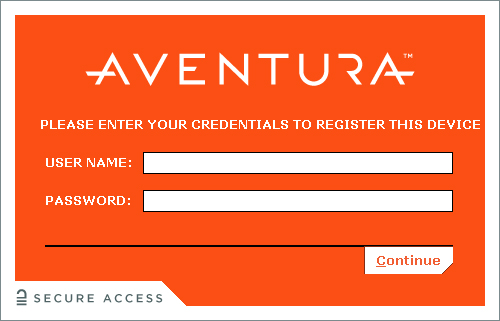 AVENTURA™
PLEASE ENTER YOUR CREDENTIALS TO REGISTER THIS DEVICE
USER NAME:
PASSWORD:
Continue
SECURE ACCESS